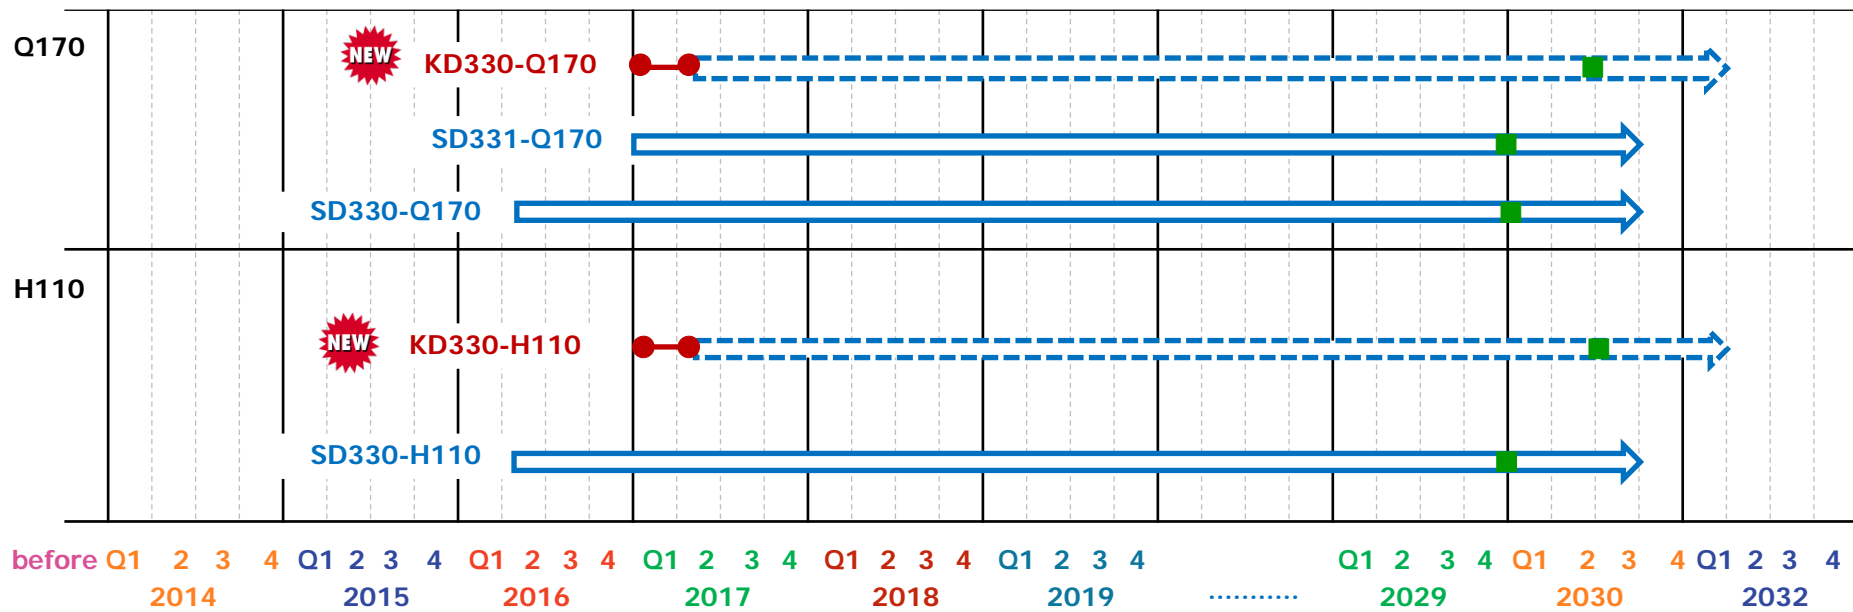 Q170
NEW
KD330-Q170
SD331-Q170
SD330-Q170
H110
NEW
KD330-H110
SD330-H110
before Q1 2 3 4 Q1 2 3 4 Q1 2 3 4 Q1 2 3 4 Q1 2 3 4 Q1 2 3 4 Q1 2 3 4 Q1 2 3 4 Q1 2 3 4
2014 2015 2016 2017 2018 2019 ·········· 2029 2030 2032